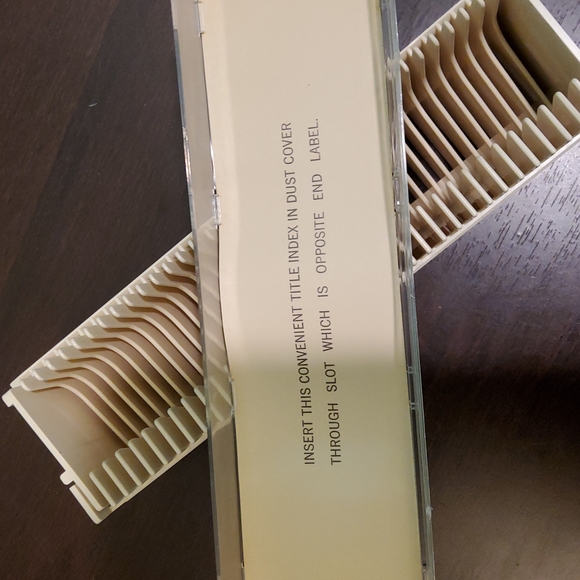 INSERT THIS CONVENIENT TITLE INDEX IN DUST COVER
THROUGH SLOT WHICH IS OPPOSITE END LABEL.